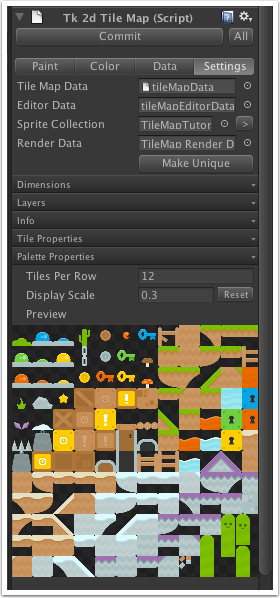 Tk 2d Tile Map (Script)
Commit
All
Paint Color Data Settings
Tile Map Data tileMapData
Editor Data tileMapEditorData
Sprite Collection TileMapTutor >
Render Data TileMap Render D
Make Unique
Dimensions
Layers
Info
Tile Properties
Palette Properties
Tiles Per Row 12
Display Scale 0.3 Reset
Preview